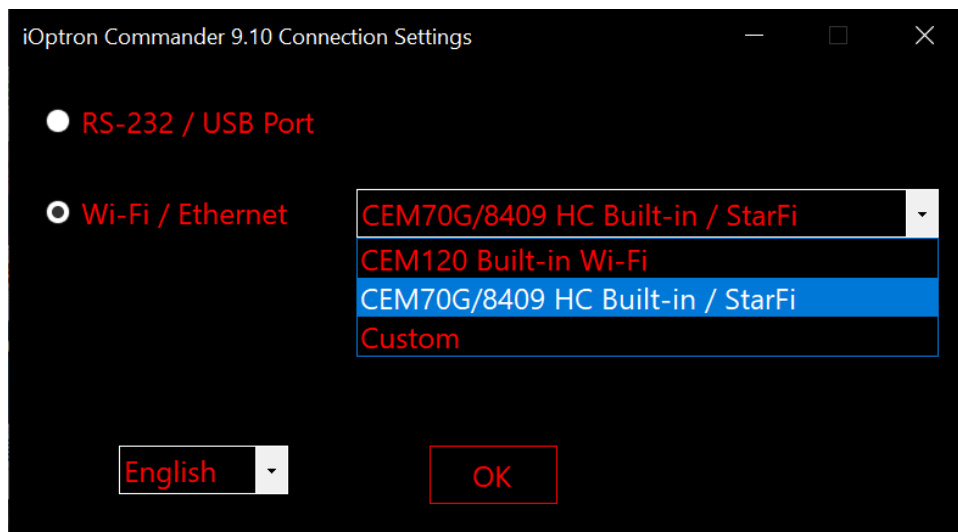 iOptron Commander 9.10 Connection Settings
RS-232 / USB Port
Wi-Fi / Ethernet
CEM70G/8409 HC Built-in / StarFi
CEM120 Built-in Wi-Fi
CEM70G/8409 HC Built-in / StarFi
Custom
English
OK